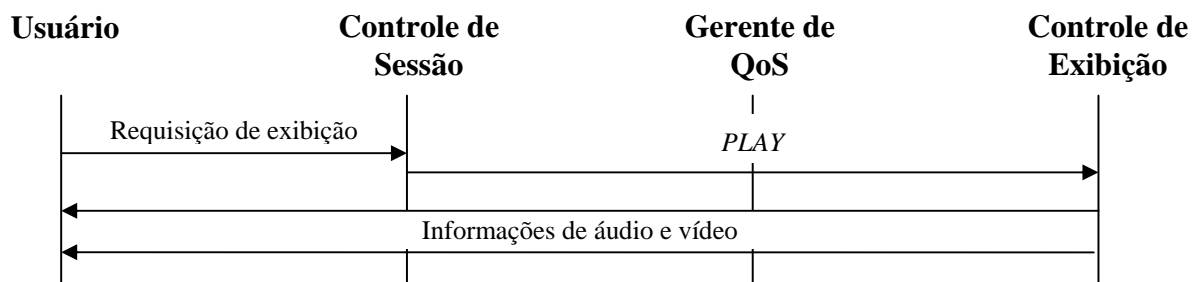 Usuário
Controle de
Sessão
Gerente de
QoS
Controle de
Exibição
Requisição de exibição
PLAY
Informações de áudio e vídeo